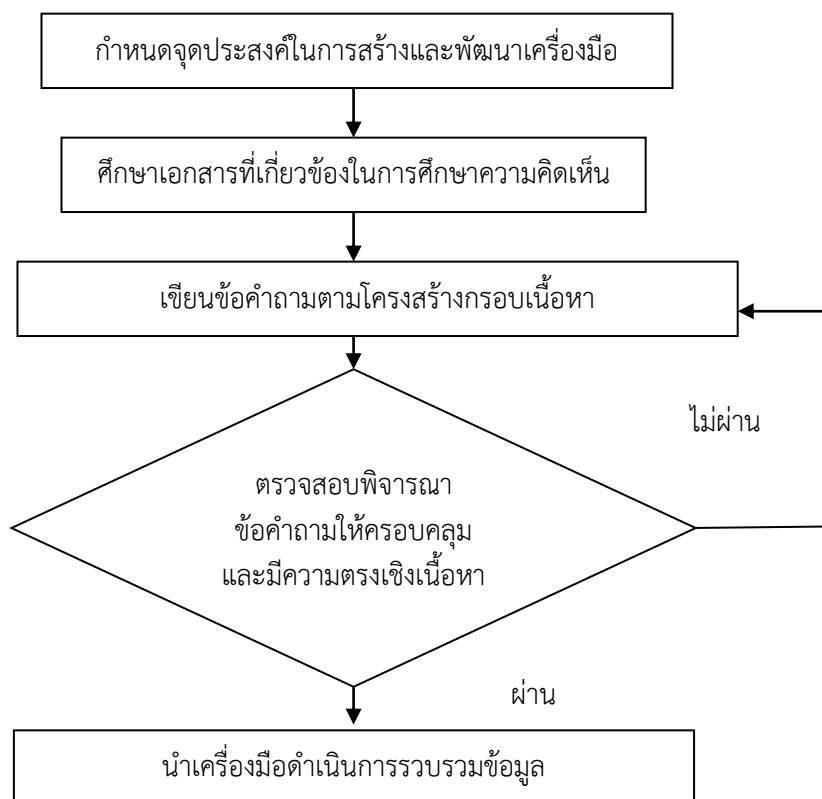 กำหนดจุดประสงค์ในการสร้างและพัฒนาเครื่องมือ
ศึกษาเอกสารที่เกี่ยวข้องในการศึกษาความคิดเห็น
เขียนข้อคำถามตามโครงสร้างกรอบเนื้อหา
ไม่ผ่าน
ตรวจสอบพิจารณา
ข้อคำถามให้ครอบคลุม
และมีความตรงเชิงเนื้อหา
ผ่าน
นำเครื่องมือดำเนินการรวบรวมข้อมูล